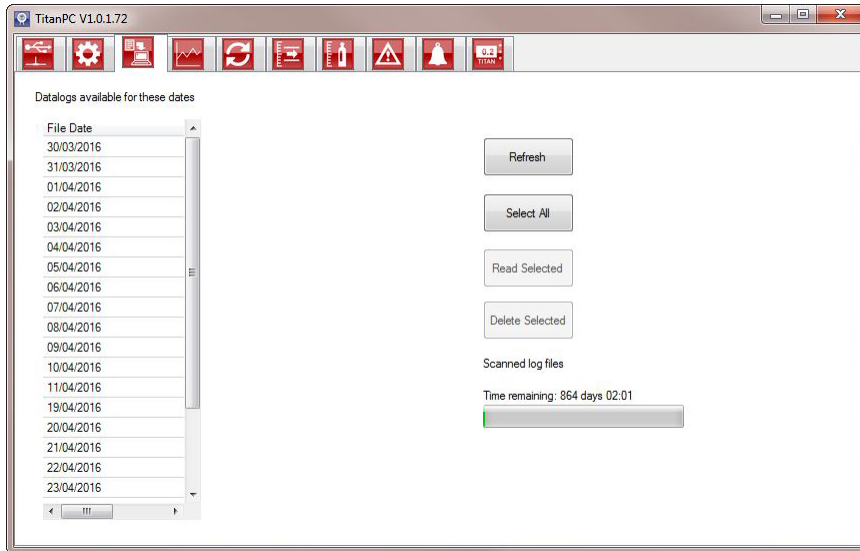 TitanPC V1.0.1.72
0.2
TITAN
Datalogs available for these dates
File Date
30/03/2016
31/03/2016
01/04/2016
02/04/2016
03/04/2016
04/04/2016
05/04/2016
06/04/2016
07/04/2016
08/04/2016
09/04/2016
10/04/2016
11/04/2016
19/04/2016
20/04/2016
21/04/2016
22/04/2016
23/04/2016
Refresh
Select All
Read Selected
Delete Selected
Scanned log files
Time remaining: 864 days 02:01